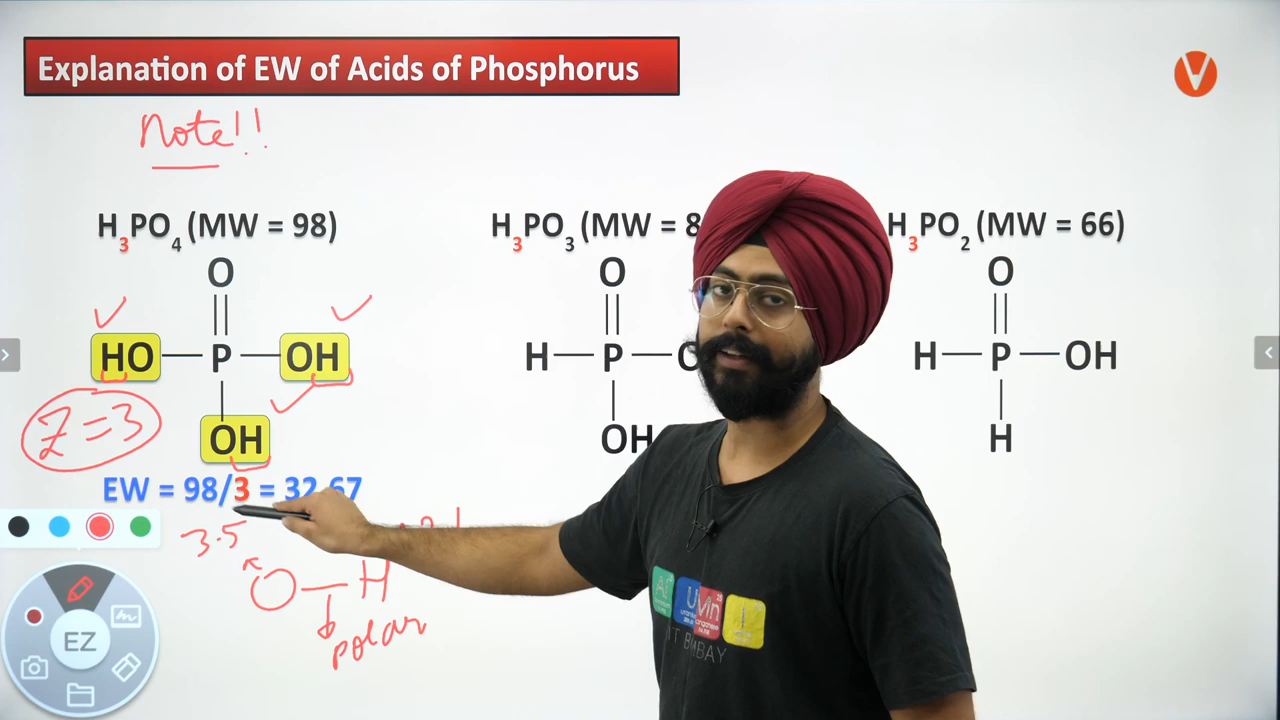 Explanation of EW of Acids of Phosphorus
Note!!
H3PO4 (MW = 98)
O
HO P OH
OH
Z = 3
EW = 98/3 = 32.67
3.5
O — H
polar
H3PO3 (MW = 8
O
H P
OH
H3PO2 (MW = 66)
O
H P OH
H
EZ
IIT BOMBAY